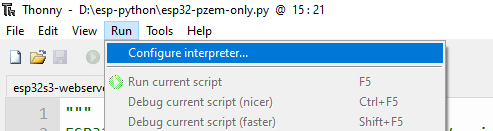 Thonny - D:\esp-python\esp32-pzem-only.py @ 15:21
File Edit View Run Tools Help
Configure interpreter...
esp32s3-webserve
Run current script F5
1 """
Debug current script (nicer) Ctrl+F5
Debug current script (faster) Shift+F5
2